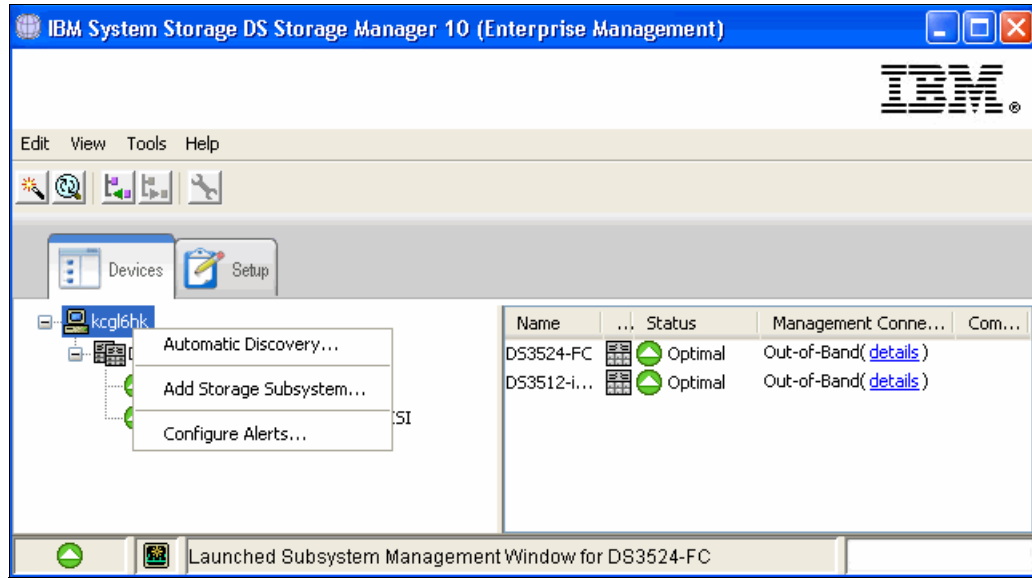 IBM System Storage DS Storage Manager 10 (Enterprise Management)
IBM®
Edit View Tools Help
Devices Setup
kcgl6hk
Automatic Discovery...
Add Storage Subsystem...
Configure Alerts...
D
SI
Name ... Status Management Conne... Com...
DS3524-FC Optimal Out-of-Band( details )
DS3512-i... Optimal Out-of-Band( details )
Launched Subsystem Management Window for DS3524-FC